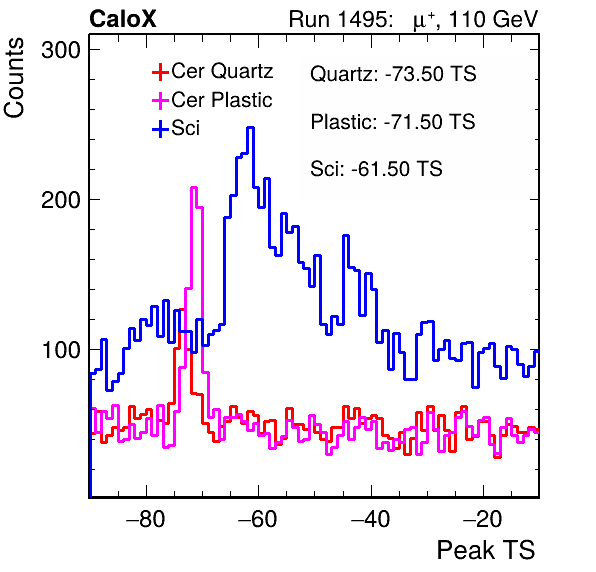 CaloX Run 1495: μ⁺, 110 GeV
Counts
300
200
100
Cer Quartz
Cer Plastic
Sci
Quartz: -73.50 TS
Plastic: -71.50 TS
Sci: -61.50 TS
−80 −60 −40 −20
Peak TS